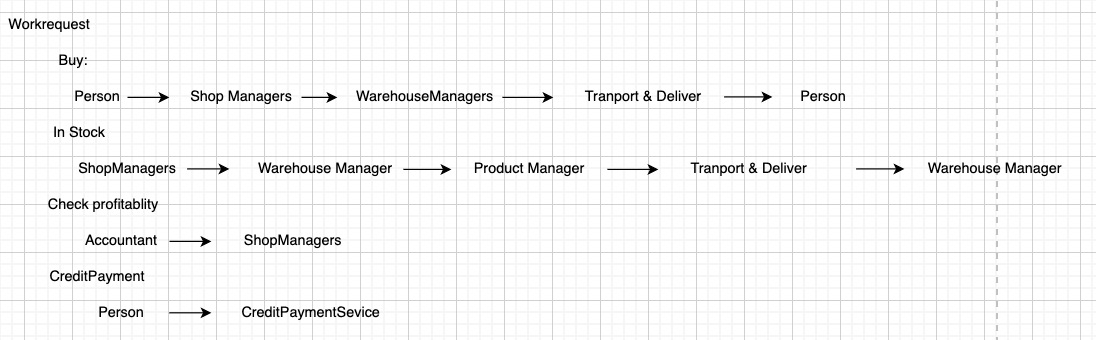 Workrequest
Buy:
Person Shop Managers WarehouseManagers Tranport & Deliver Person
In Stock
ShopManagers Warehouse Manager Product Manager Tranport & Deliver Warehouse Manager
Check profitablity
Accountant ShopManagers
CreditPayment
Person CreditPaymentSevice